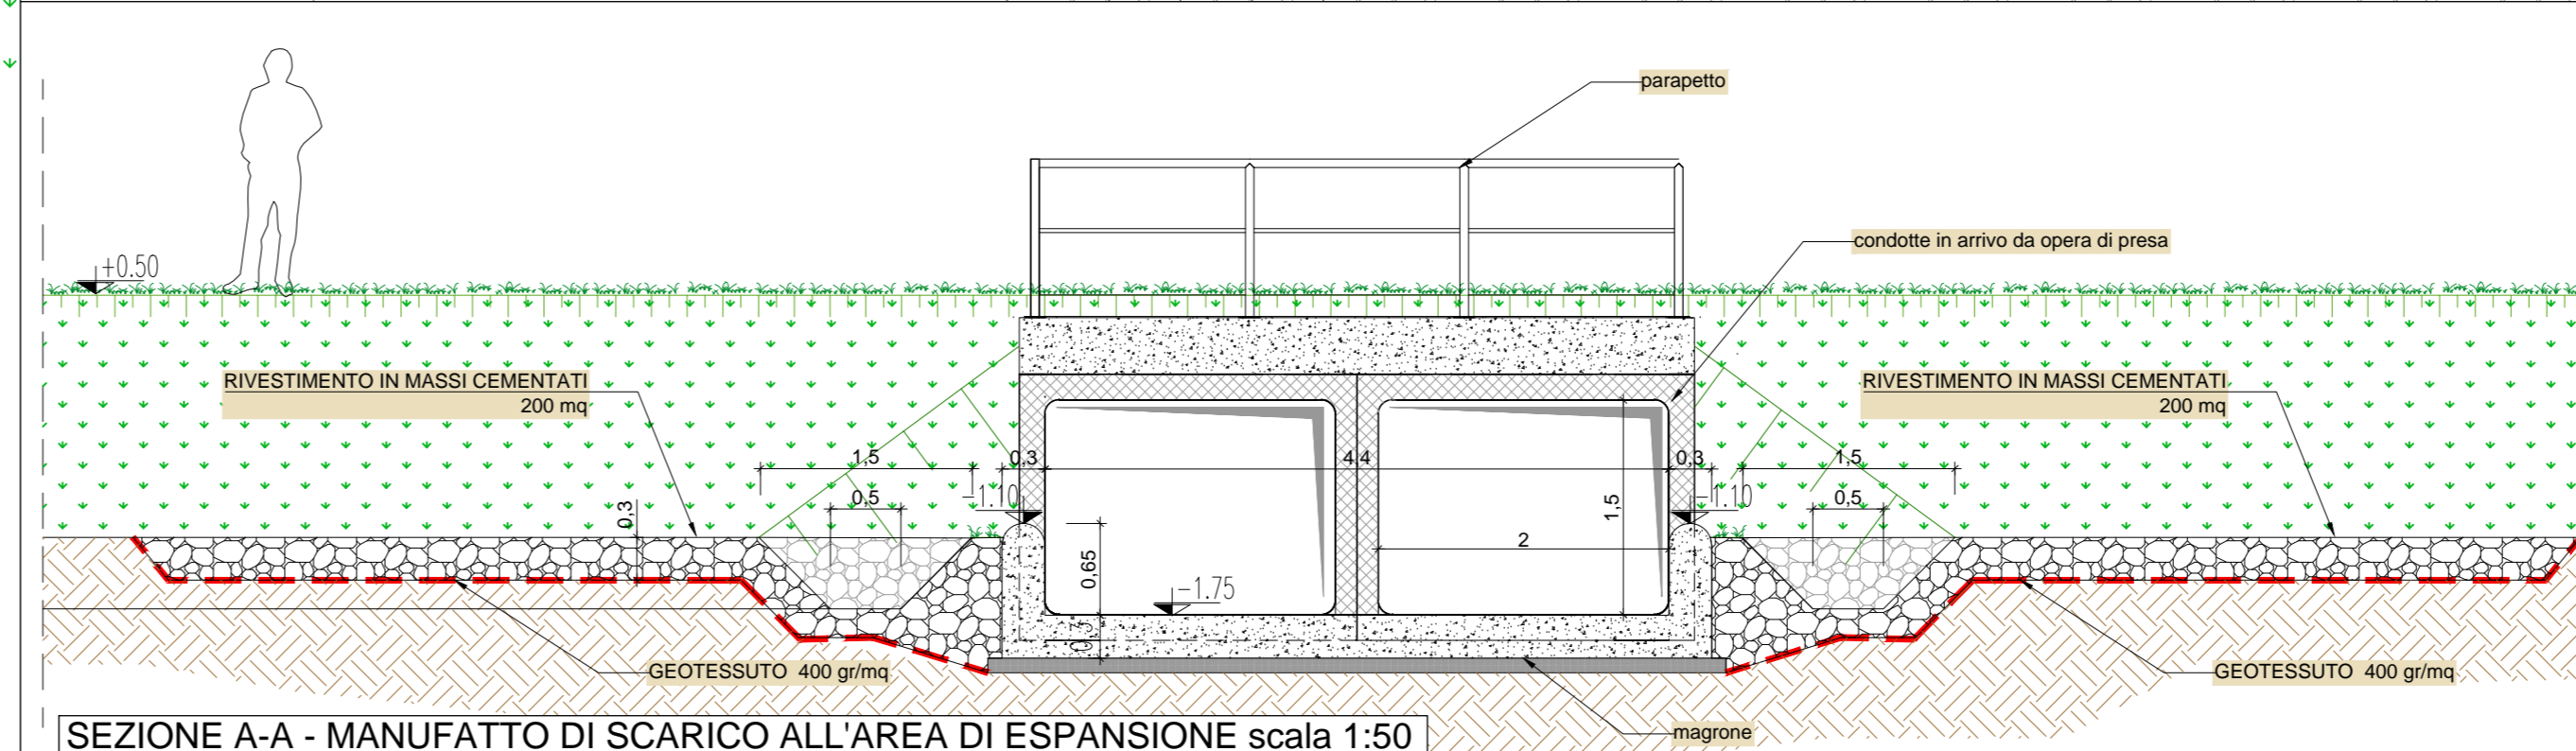 parapetto
condotte in arrivo da opera di presa
+0.50
RIVESTIMENTO IN MASSI CEMENTATI
200 mq
RIVESTIMENTO IN MASSI CEMENTATI
200 mq
1,5
0,3
4,4
0,3
1,5
0,5
-1.10
1,5
-1.10
0,5
0,3
0,65
2
-1.75
0,3
GEOTESSUTO 400 gr/mq
GEOTESSUTO 400 gr/mq
magrone
SEZIONE A-A - MANUFATTO DI SCARICO ALL'AREA DI ESPANSIONE scala 1:50